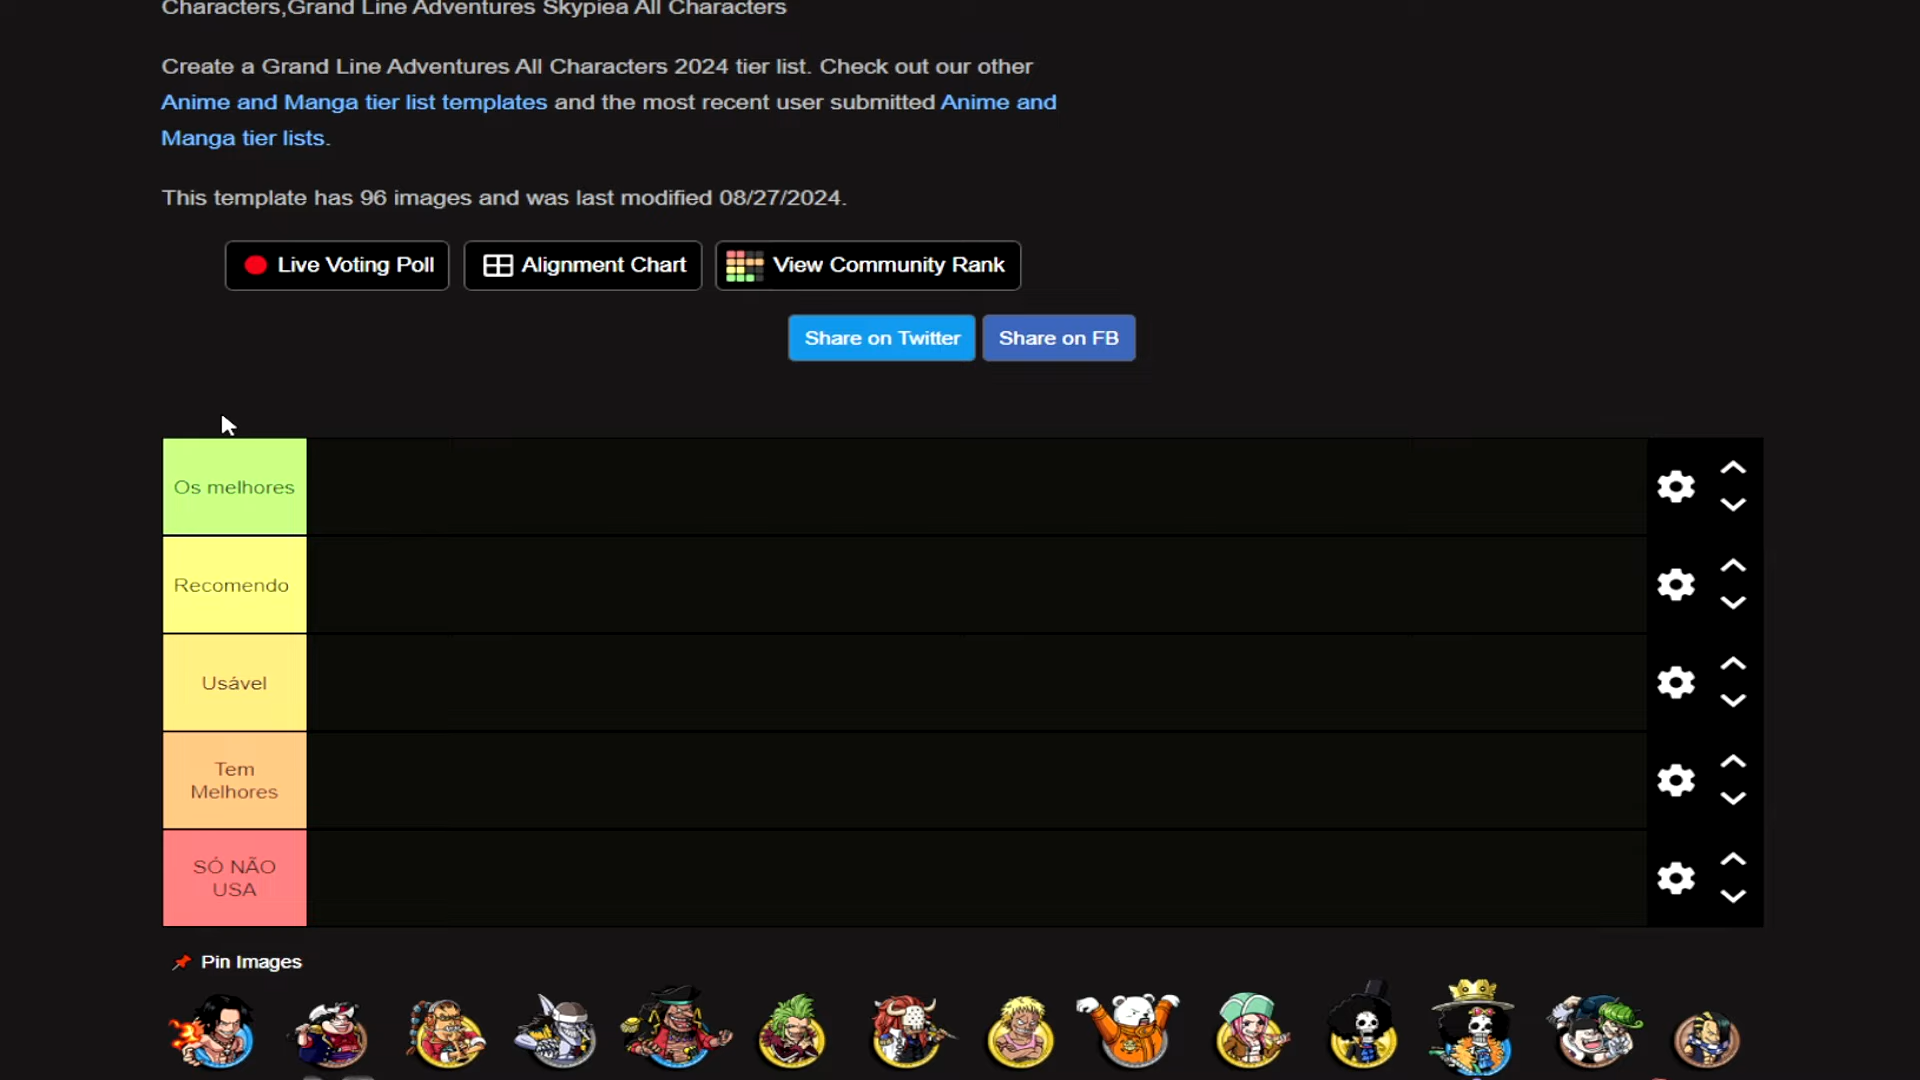 Characters,Grand Line Adventures Skypiea All Characters
Create a Grand Line Adventures All Characters 2024 tier list. Check out our other
Anime and Manga tier list templates and the most recent user submitted Anime and
Manga tier lists.
This template has 96 images and was last modified 08/27/2024.
Live Voting Poll
Alignment Chart
View Community Rank
Share on Twitter
Share on FB
Os melhores
Recomendo
Usável
Tem
Melhores
SÓ NÃO
USA
Pin Images